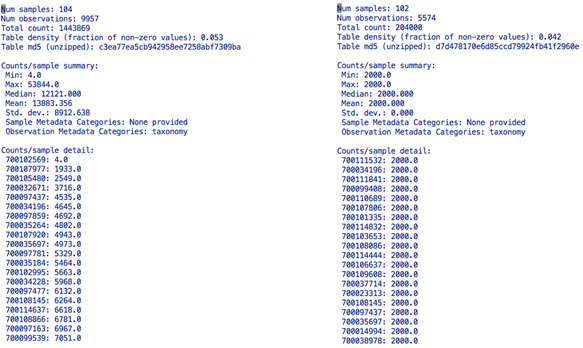 Num samples: 104
Num observations: 9957
Total count: 1443869
Table density (fraction of non-zero values): 0.053
Table md5 (unzipped): c3ea77ea5cb942958ee7258abf7309ba
Counts/sample summary:
Min: 4.0
Max: 53844.0
Median: 12121.000
Mean: 13883.356
Std. dev.: 8912.638
Sample Metadata Categories: None provided
Observation Metadata Categories: taxonomy
Counts/sample detail:
700102569: 4.0
700107977: 1933.0
700105480: 2549.0
700032671: 3716.0
700097437: 4535.0
700034196: 4645.0
700097859: 4692.0
700035264: 4802.0
700107920: 4943.0
700035697: 4973.0
700097781: 5329.0
700035184: 5464.0
700102995: 5663.0
700034228: 5968.0
700097477: 6132.0
700108145: 6264.0
700114637: 6618.0
700108866: 6781.0
700097163: 6967.0
700099539: 7051.0
Num samples: 102
Num observations: 5574
Total count: 204000
Table density (fraction of non-zero values): 0.042
Table md5 (unzipped): d7d478170e6d85ccd79924fb41f2960e
Counts/sample summary:
Min: 2000.0
Max: 2000.0
Median: 2000.000
Mean: 2000.000
Std. dev.: 0.000
Sample Metadata Categories: None provided
Observation Metadata Categories: taxonomy
Counts/sample detail:
700111532: 2000.0
700034196: 2000.0
700111841: 2000.0
700099408: 2000.0
700110689: 2000.0
700107806: 2000.0
700101335: 2000.0
700114832: 2000.0
700103653: 2000.0
700108086: 2000.0
700114444: 2000.0
700106637: 2000.0
700109608: 2000.0
700037714: 2000.0
700023313: 2000.0
700108145: 2000.0
700097437: 2000.0
700035697: 2000.0
700014994: 2000.0
700038978: 2000.0